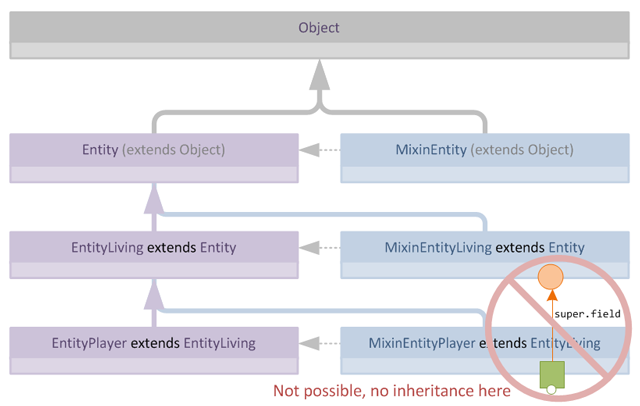 Object
Entity (extends Object)
MixinEntity (extends Object)
EntityLiving extends Entity
MixinEntityLiving extends Entity
super.field
EntityPlayer extends EntityLiving
MixinEntityPlayer extends EntityLiving
Not possible, no inheritance here